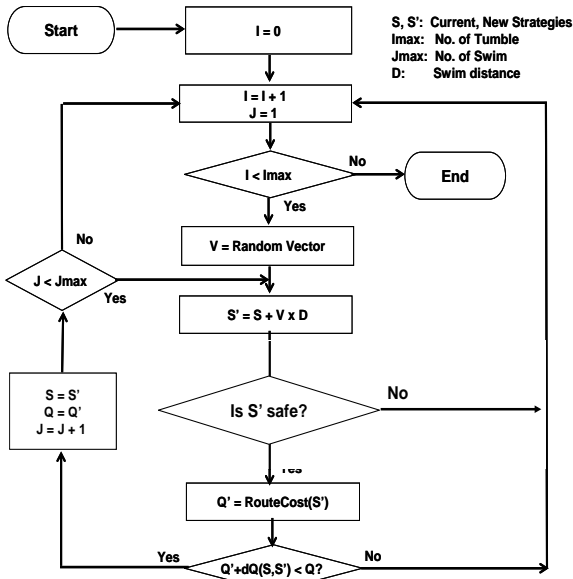 Start
I = 0
S, S': Current, New Strategies
Imax: No. of Tumble
Jmax: No. of Swim
D: Swim distance
I = I + 1
J = 1
I < Imax
No
End
Yes
V = Random Vector
No
J < Jmax
Yes
S' = S + V x D
S = S'
Q = Q'
J = J + 1
Is S' safe?
No
Yes
Q' = RouteCost(S')
Yes
Q'+dQ(S,S') < Q?
No